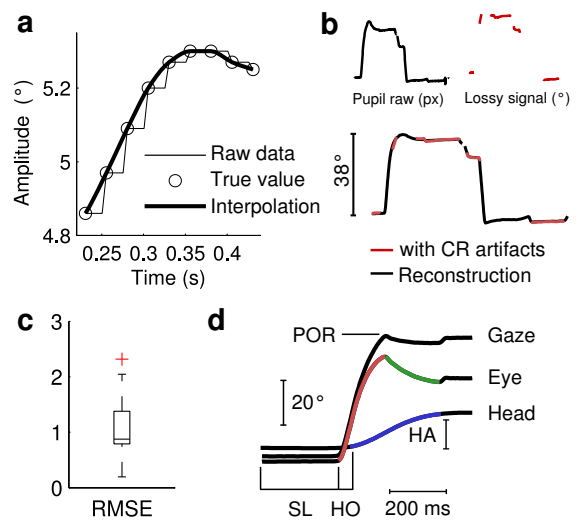 a
Amplitude (°)
5.2
5
4.8
0.25 0.3 0.35 0.4
Time (s)
Raw data
True value
Interpolation
b
Pupil raw (px)
Lossy signal (°)
38°
with CR artifacts
Reconstruction
c
3
2
1
0
RMSE
d
POR
Gaze
Eye
Head
20°
HA
SL HO
200 ms